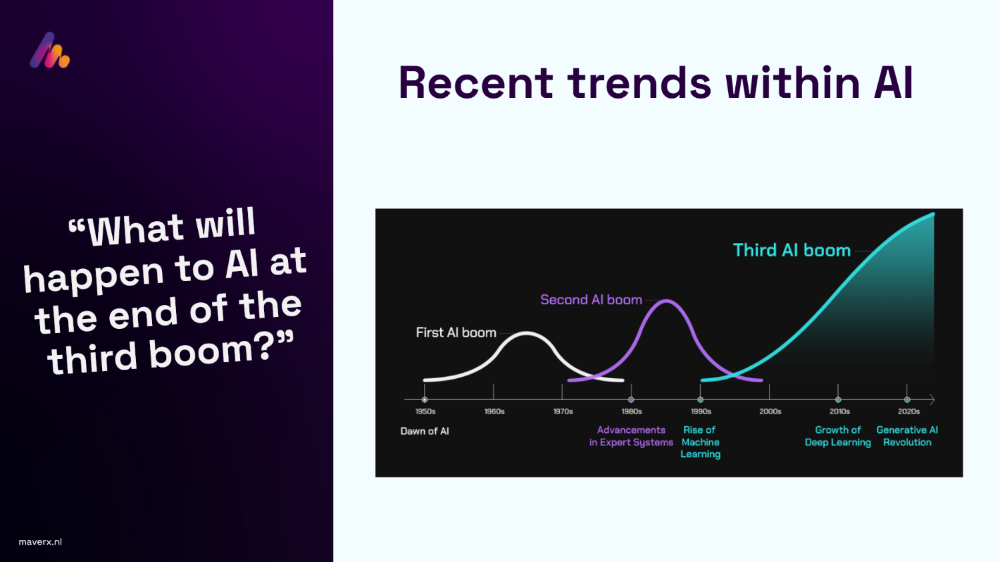 Recent trends within AI
“What will
happen to AI at
the end of the
third boom?”
Third AI boom
Second AI boom
First AI boom
1950s 1960s 1970s 1980s 1990s 2000s 2010s 2020s
Dawn of AI
Advancements
in Expert Systems
Rise of
Machine
Learning
Growth of
Deep Learning
Generative AI
Revolution
maverx.nl